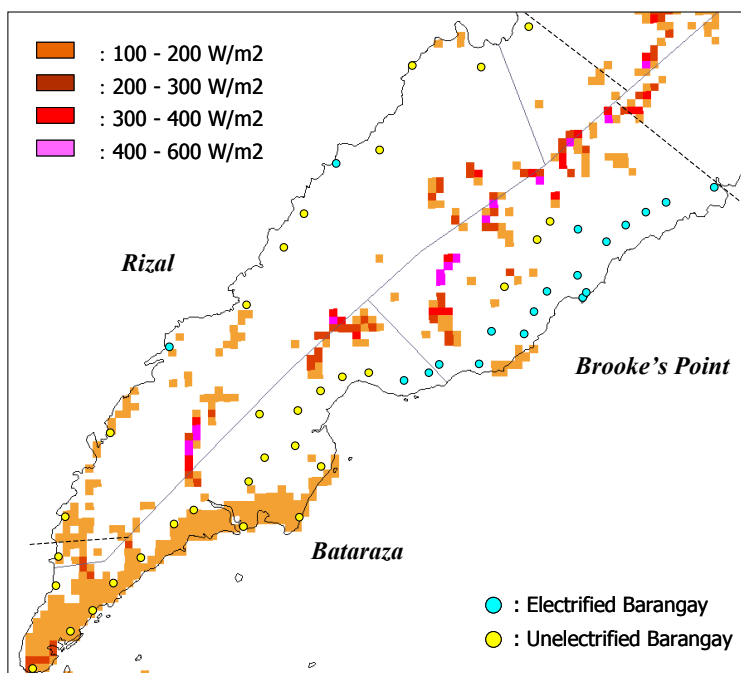 : 100 - 200 W/m2
: 200 - 300 W/m2
: 300 - 400 W/m2
: 400 - 600 W/m2
Rizal
Brooke's Point
Bataraza
: Electrified Barangay
: Unelectrified Barangay